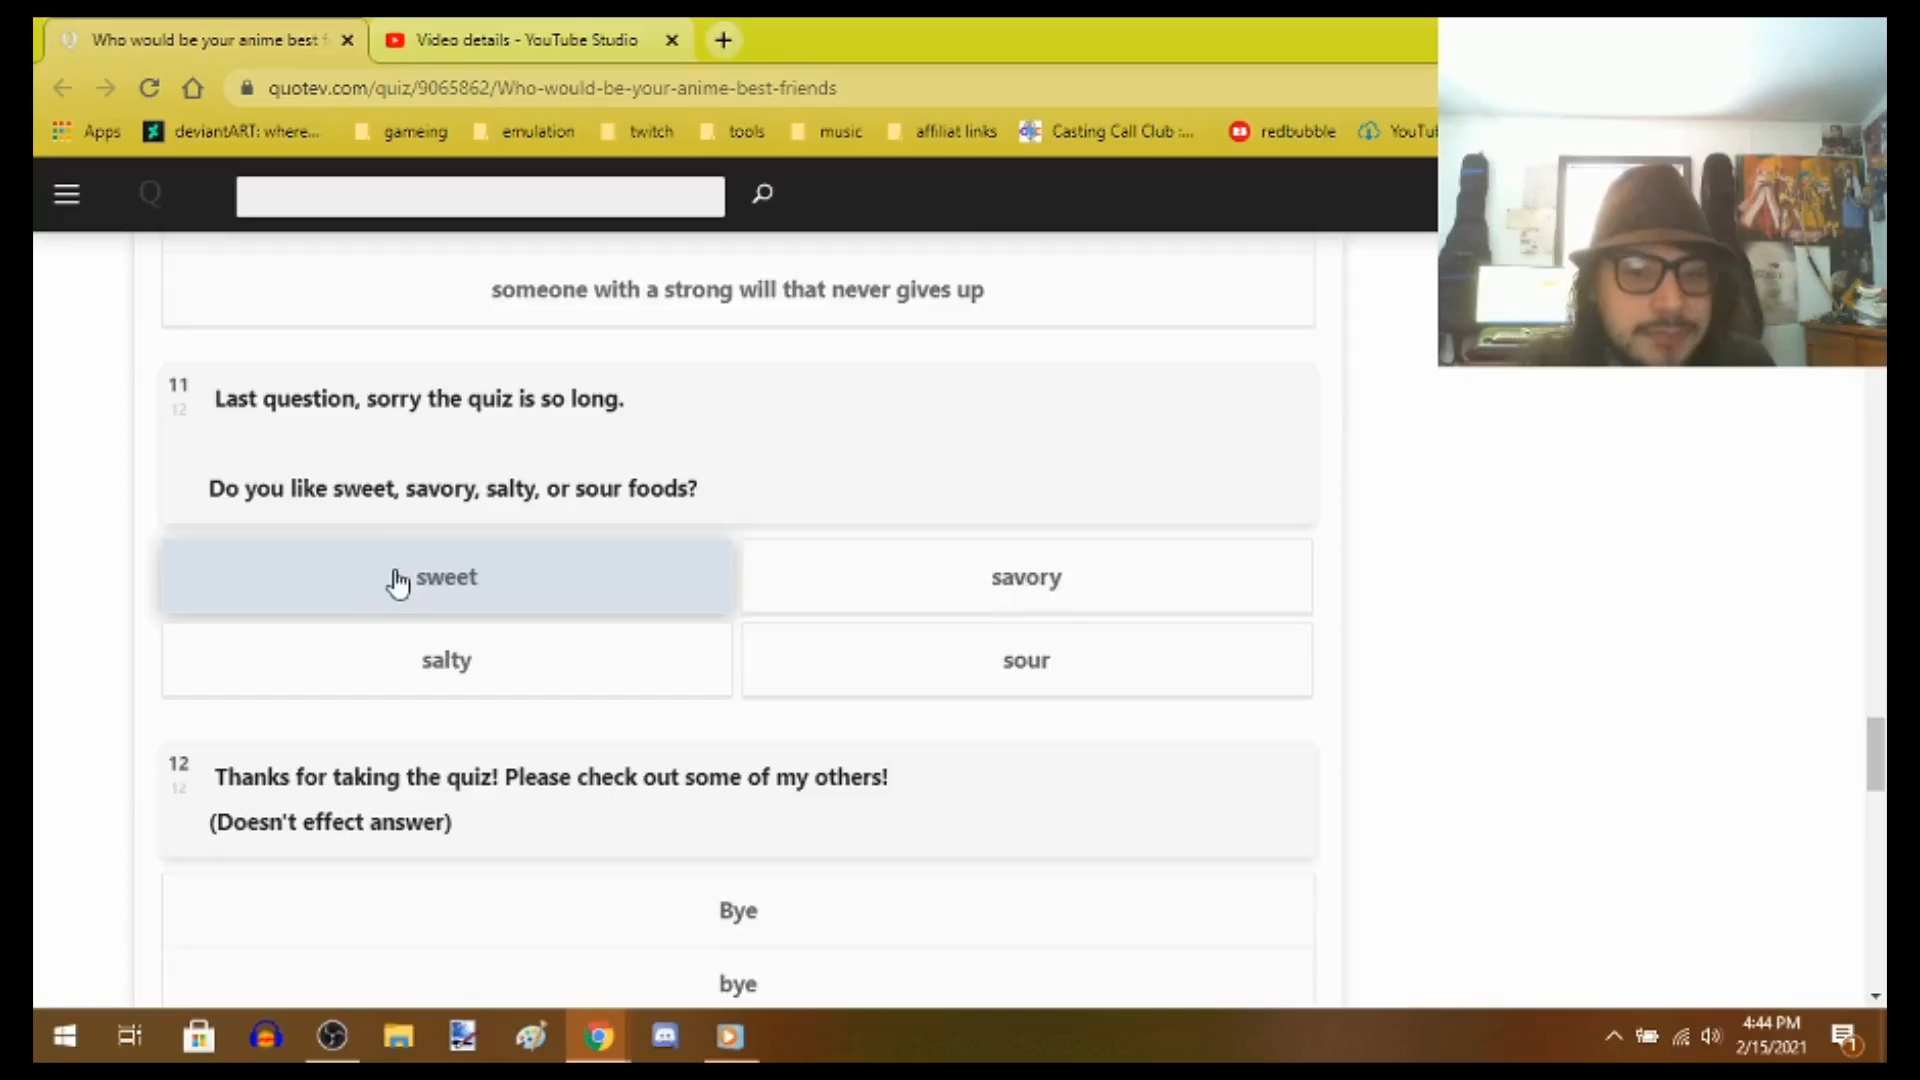 Who would be your anime best f
Video details - YouTube Studio
quotev.com/quiz/9065862/Who-would-be-your-anime-best-friends
Apps
deviantART: where...
gameing
emulation
twitch
tools
music
affiliat links
Casting Call Club :...
redbubble
YouTu
Q
someone with a strong will that never gives up
11
12
Last question, sorry the quiz is so long.
Do you like sweet, savory, salty, or sour foods?
sweet
savory
salty
sour
12
12
Thanks for taking the quiz! Please check out some of my others!
(Doesn't effect answer)
Bye
bye
4:44 PM
2/15/2021
1